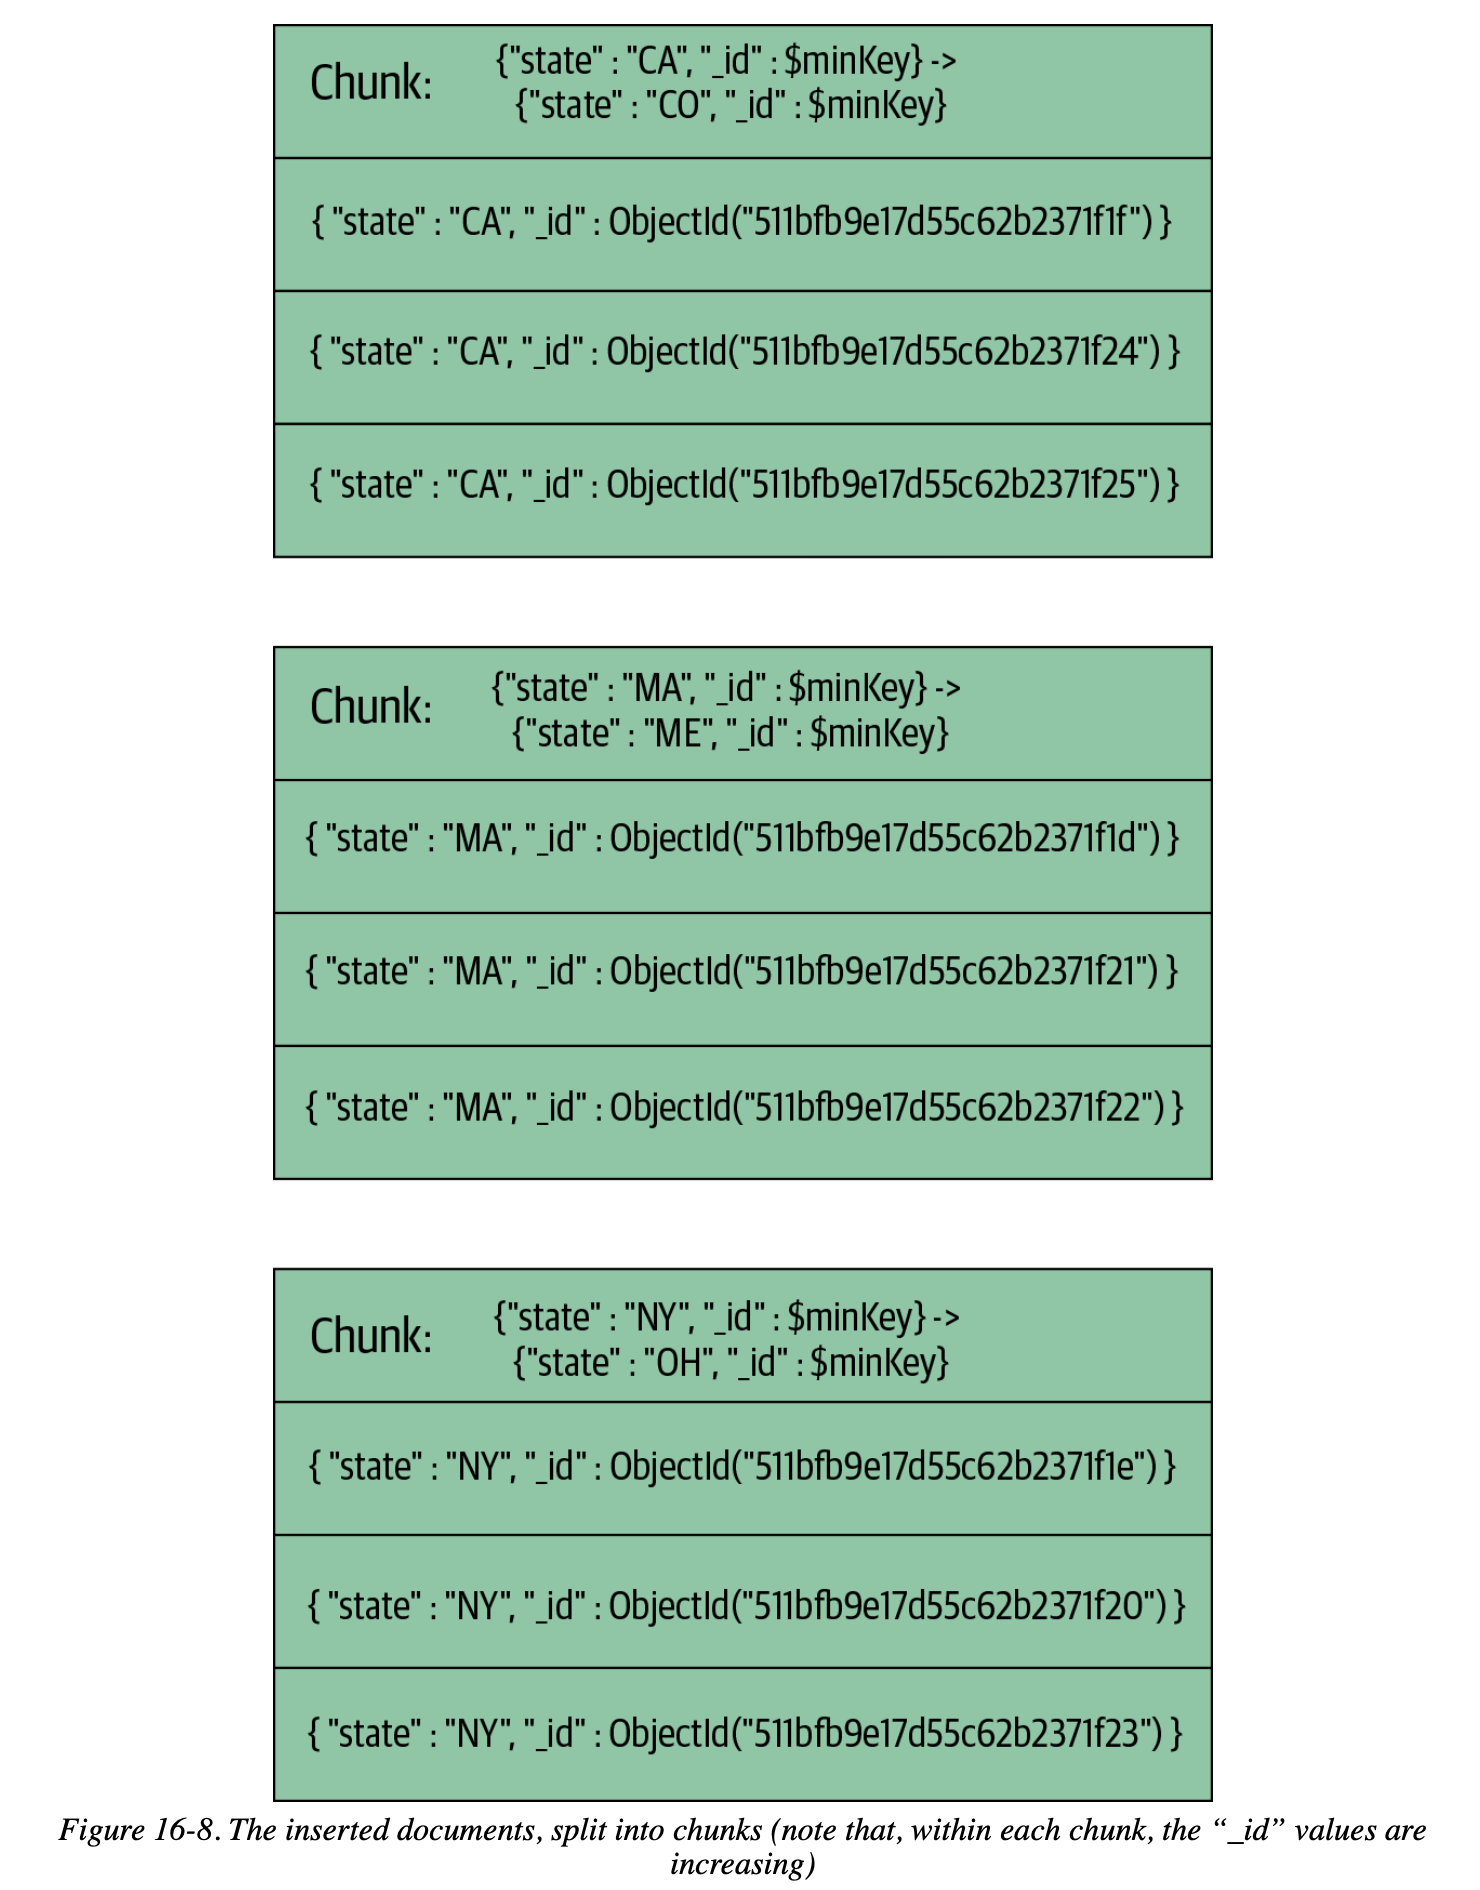 Chunk:
{"state" : "CA", "_id" : $minKey} ->
{"state" : "CO", "_id" : $minKey}
{ "state" : "CA", "_id" : ObjectId("511bfb9e17d55c62b2371f1f") }
{ "state" : "CA", "_id" : ObjectId("511bfb9e17d55c62b2371f24") }
{ "state" : "CA", "_id" : ObjectId("511bfb9e17d55c62b2371f25") }
Chunk:
{"state" : "MA", "_id" : $minKey} ->
{"state" : "ME", "_id" : $minKey}
{ "state" : "MA", "_id" : ObjectId("511bfb9e17d55c62b2371f1d") }
{ "state" : "MA", "_id" : ObjectId("511bfb9e17d55c62b2371f21") }
{ "state" : "MA", "_id" : ObjectId("511bfb9e17d55c62b2371f22") }
Chunk:
{"state" : "NY", "_id" : $minKey} ->
{"state" : "OH", "_id" : $minKey}
{ "state" : "NY", "_id" : ObjectId("511bfb9e17d55c62b2371f1e") }
{ "state" : "NY", "_id" : ObjectId("511bfb9e17d55c62b2371f20") }
{ "state" : "NY", "_id" : ObjectId("511bfb9e17d55c62b2371f23") }
Figure 16-8. The inserted documents, split into chunks (note that, within each chunk, the “_id” values are
increasing)